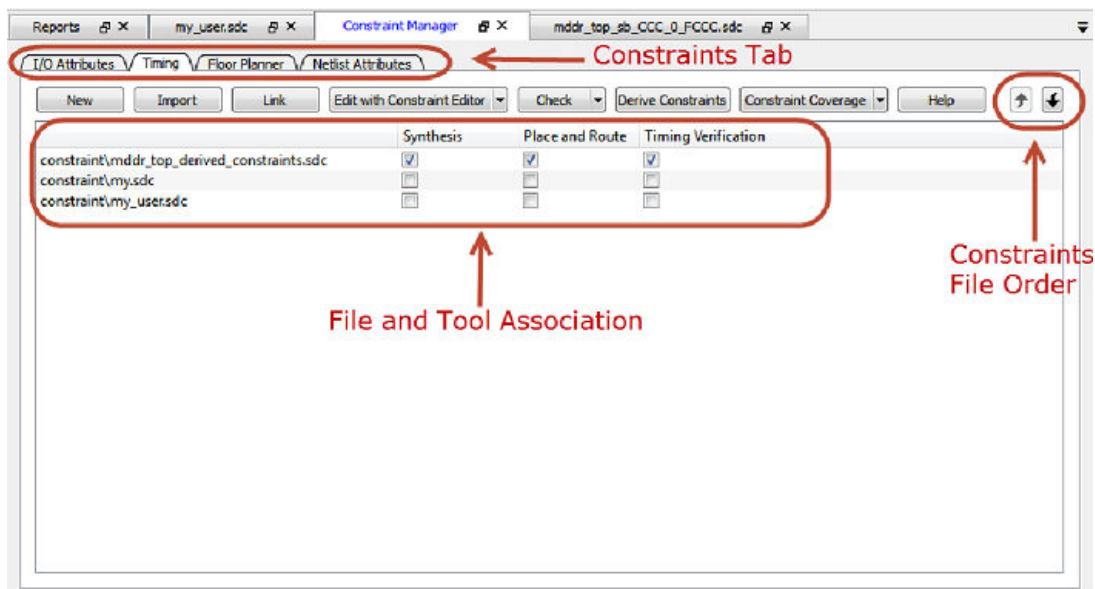 Reports my_user.sdc Constraint Manager mddr_top_sb_CCC_0_FCCC.sdc
Constraints Tab
I/O Attributes Timing Floor Planner Netlist Attributes
New Import Link Edit with Constraint Editor Check Derive Constraints Constraint Coverage Help
Synthesis Place and Route Timing Verification
constraint\mddr_top_derived_constraints.sdc
constraint\my.sdc
constraint\my_user.sdc
Constraints
File Order
File and Tool Association